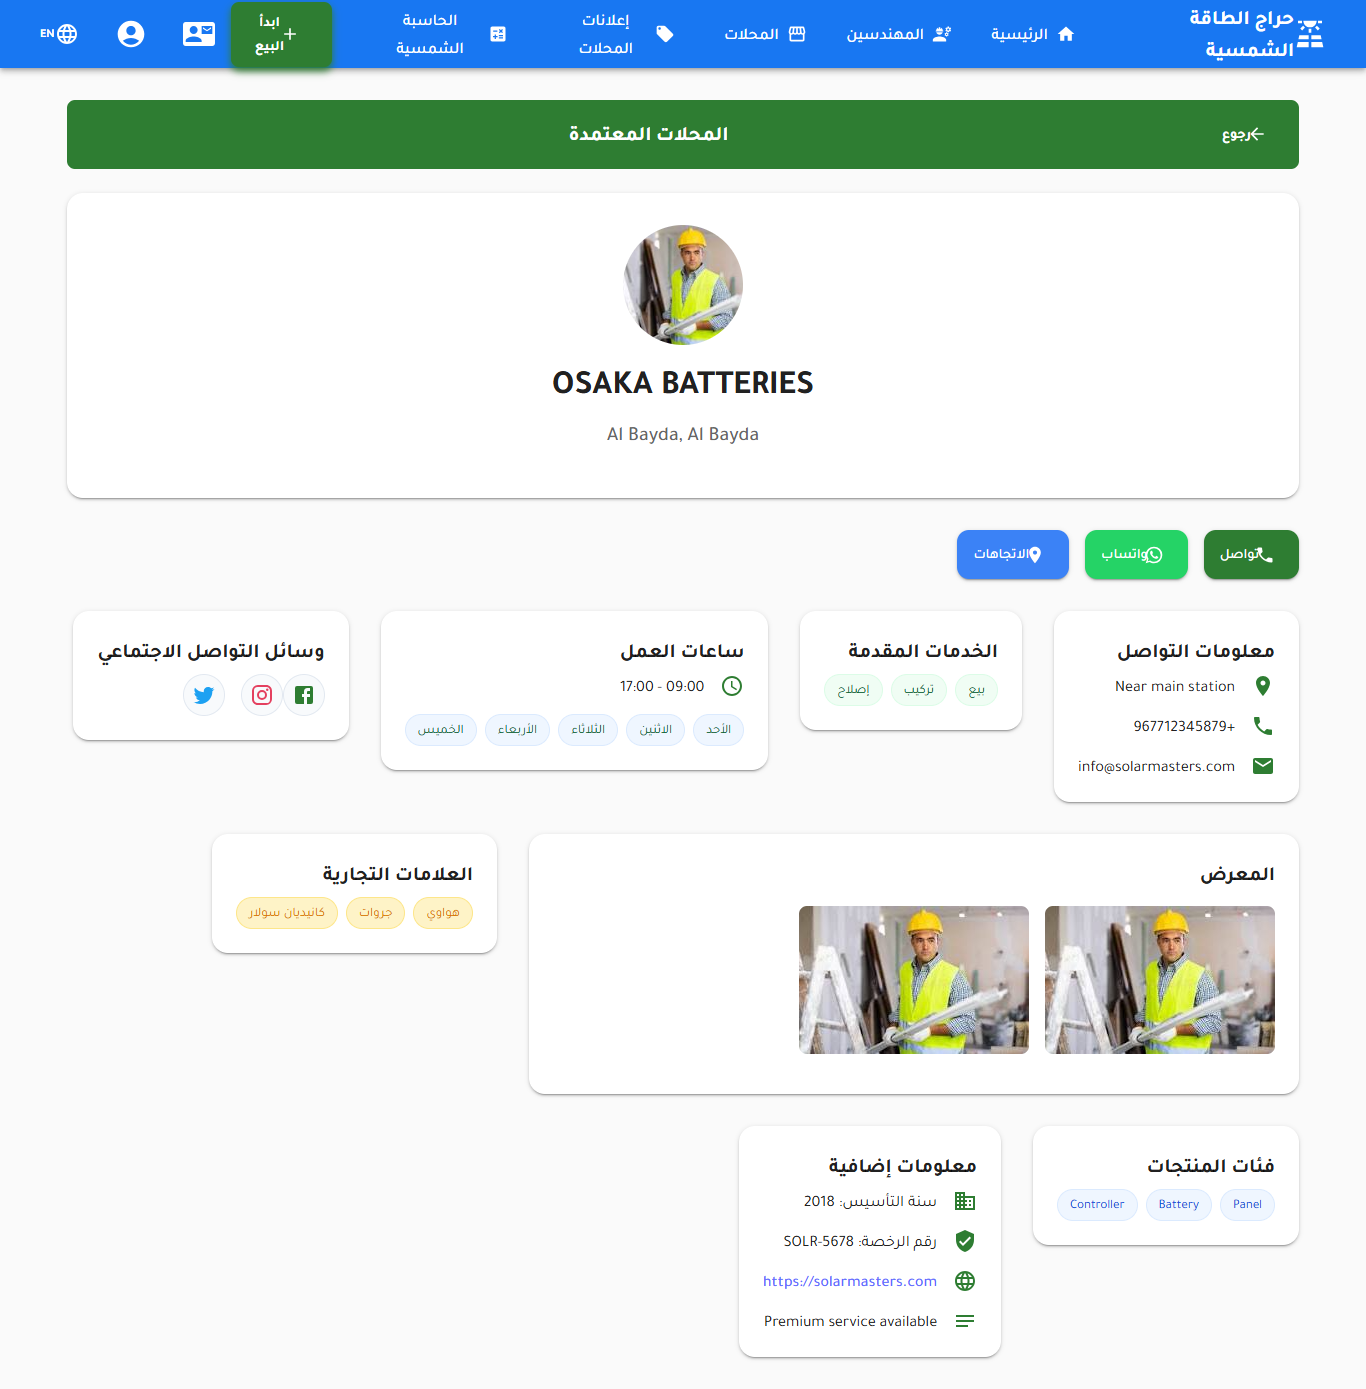 حراج الطاقة
الشمسية
الرئيسية
المهندسين
المحلات
إعلانات
المحلات
الحاسبة
الشمسية
ابدأ
البيع
EN
رجوع
المحلات المعتمدة
OSAKA BATTERIES
Al Bayda, Al Bayda
تواصل
واتساب
الاتجاهات
معلومات التواصل
Near main station
967712345879+
info@solarmasters.com
الخدمات المقدمة
بيع تركيب إصلاح
ساعات العمل
17:00 - 09:00
الأحد الاثنين الثلاثاء الأربعاء الخميس
وسائل التواصل الاجتماعي
المعرض
العلامات التجارية
هواوي جروات كانيديان سولار
فئات المنتجات
Panel Battery Controller
معلومات إضافية
سنة التأسيس: 2018
رقم الرخصة: SOLR-5678
https://solarmasters.com
Premium service available